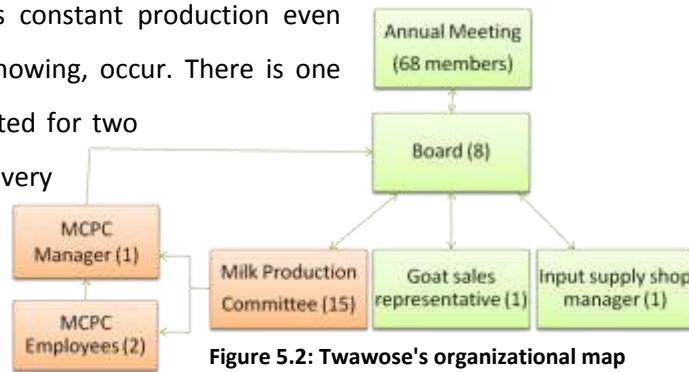 s constant production even
nowing, occur. There is one
ted for two
very
Annual Meeting
(68 members)
Board (8)
MCPC
Manager (1)
MCPC
Employees (2)
Milk Production
Committee (15)
Goat sales
representative (1)
Input supply shop
manager (1)
Figure 5.2: Twawose's organizational map